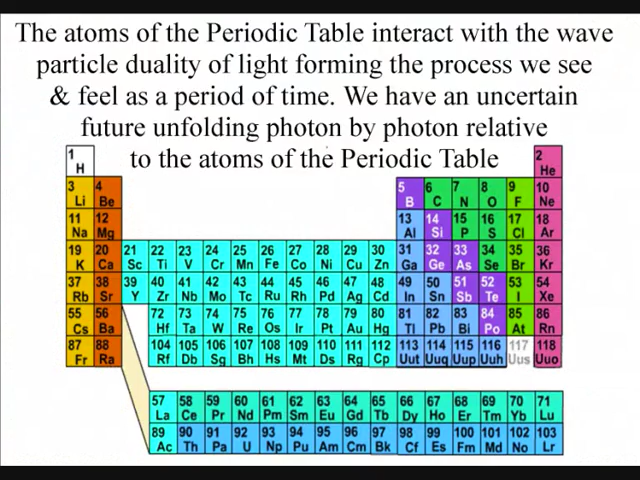 The atoms of the Periodic Table interact with the wave
particle duality of light forming the process we see
& feel as a period of time. We have an uncertain
future unfolding photon by photon relative
to the atoms of the Periodic Table
1 2
H He
3 4 5 6 7 8 9 10
Li Be B C N O F Ne
11 12 13 14 15 16 17 18
Na Mg Al Si P S Cl Ar
19 20 21 22 23 24 25 26 27 28 29 30 31 32 33 34 35 36
K Ca Sc Ti V Cr Mn Fe Co Ni Cu Zn Ga Ge As Se Br Kr
37 38 39 40 41 42 43 44 45 46 47 48 49 50 51 52 53 54
Rb Sr Y Zr Nb Mo Tc Ru Rh Pd Ag Cd In Sn Sb Te I Xe
55 56 72 73 74 75 76 77 78 79 80 81 82 83 84 85 86
Cs Ba Hf Ta W Re Os Ir Pt Au Hg Tl Pb Bi Po At Rn
87 88 104 105 106 107 108 109 110 111 112 113 114 115 116 117 118
Fr Ra Rf Db Sg Bh Hs Mt Ds Rg Cp Uut Uuq Uup Uuh Uus Uuo
57 58 59 60 61 62 63 64 65 66 67 68 69 70 71
La Ce Pr Nd Pm Sm Eu Gd Tb Dy Ho Er Tm Yb Lu
89 90 91 92 93 94 95 96 97 98 99 100 101 102 103
Ac Th Pa U Np Pu Am Cm Bk Cf Es Fm Md No Lr